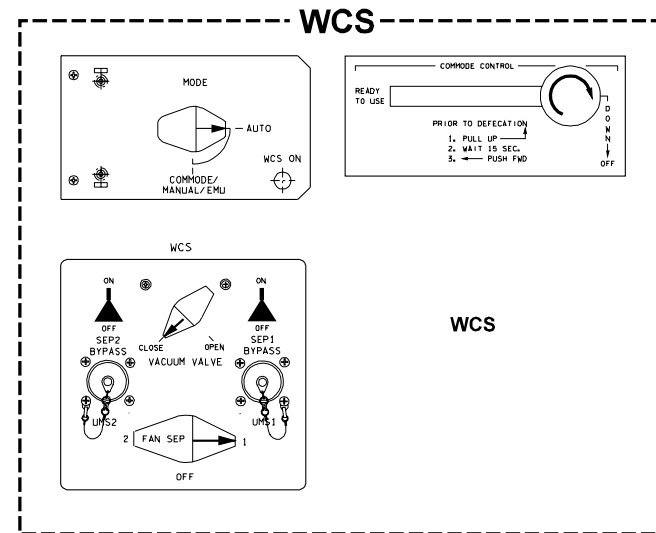 WCS
MODE
AUTO
WCS ON
COMMODE/
MANUAL/EMU
COMMODE CONTROL
READY
TO USE
PRIOR TO DEFECATION
1. PULL UP
2. WAIT 15 SEC.
3. PUSH FWD
DOWN
OFF
WCS
ON
OFF
SEP2
BYPASS
CLOSE
OPEN
VACUUM VALVE
ON
OFF
SEP1
BYPASS
UMS2
UMS1
2 FAN SEP 1
OFF
WCS